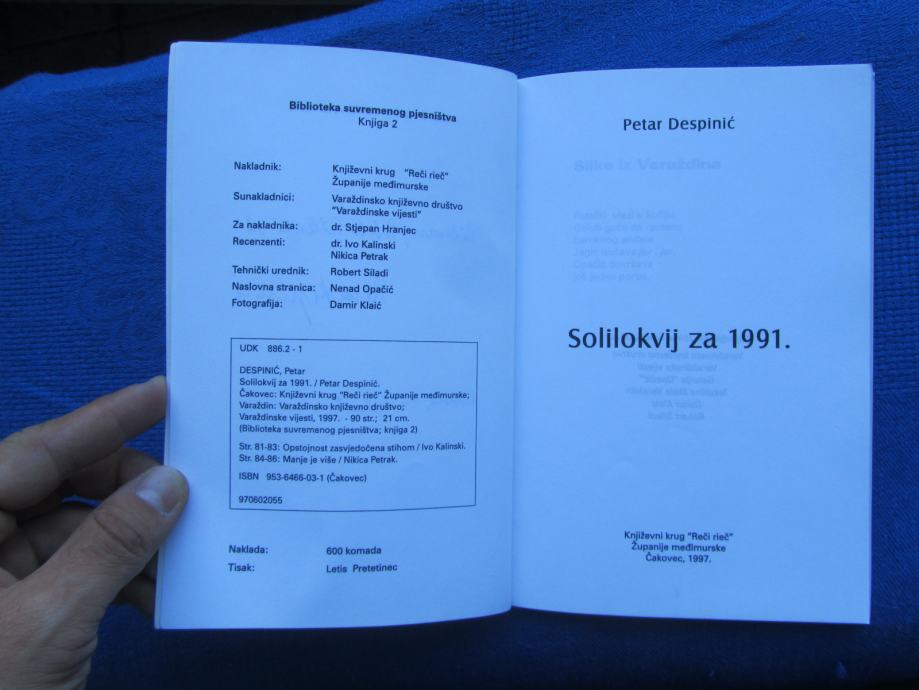 Biblioteka suvremenog pjesništva
Knjiga 2
Nakladnik: Književni krug "Reči rieč"
Županije međimurske
Sunakladnici: Varaždinsko književno društvo
"Varaždinske vijesti"
Za nakladnika: dr. Stjepan Hranjec
Recenzenti: dr. Ivo Kalinski
Nikica Petrak
Tehnički urednik: Robert Siladi
Naslovna stranica: Nenad Opačić
Fotografija: Damir Klaić
UDK 886.2 - 1
DESPINIĆ, Petar
Solilokvij za 1991. / Petar Despinić.
Čakovec: Književni krug "Reči rieč" Županije međimurske;
Varaždin: Varaždinsko književno društvo;
Varaždinske vijesti, 1997. - 90 str.; 21 cm.
(Biblioteka suvremenog pjesništva; knjiga 2)
Str. 81-83: Opstojnost zasvjedočena stihom / Ivo Kalinski.
Str. 84-86: Manje je više / Nikica Petrak.
ISBN 953-6466-03-1 (Čakovec)
970602055
Naklada: 600 komada
Tisak: Letis Pretetinec
Petar Despinić
Solilokvij za 1991.
Književni krug "Reči rieč"
Županije međimurske
Čakovec, 1997.